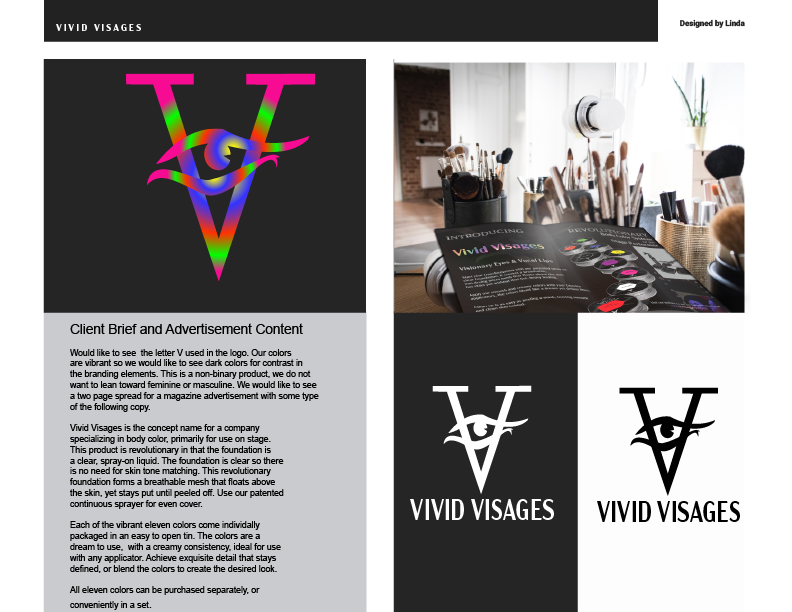 VIVID VISAGES
Designed by Linda
INTRODUCING
Vivid Visages
Visionary Eyes & Vocal Lips
REVOLUTIONARY
Client Brief and Advertisement Content
Would like to see the letter V used in the logo. Our colors
are vibrant so we would like to see dark colors for contrast in
the branding elements. This is a non-binary product, we do not
want to lean toward feminine or masculine. We would like to see
a two page spread for a magazine advertisement with some type
of the following copy.
Vivid Visages is the concept name for a company
specializing in body color, primarily for use on stage.
This product is revolutionary in that the foundation is
a clear, spray-on liquid. The foundation is clear so there
is no need for skin tone matching. This revolutionary
foundation forms a breathable mesh that floats above
the skin, yet stays put until peeled off. Use our patented
continuous sprayer for even cover.
Each of the vibrant eleven colors come individally
packaged in an easy to open tin. The colors are a
dream to use, with a creamy consistency, ideal for use
with any applicator. Achieve exquisite detail that stays
defined, or blend the colors to create the desired look.
All eleven colors can be purchased separately, or
conveniently in a set.
VIVID VISAGES
VIVID VISAGES